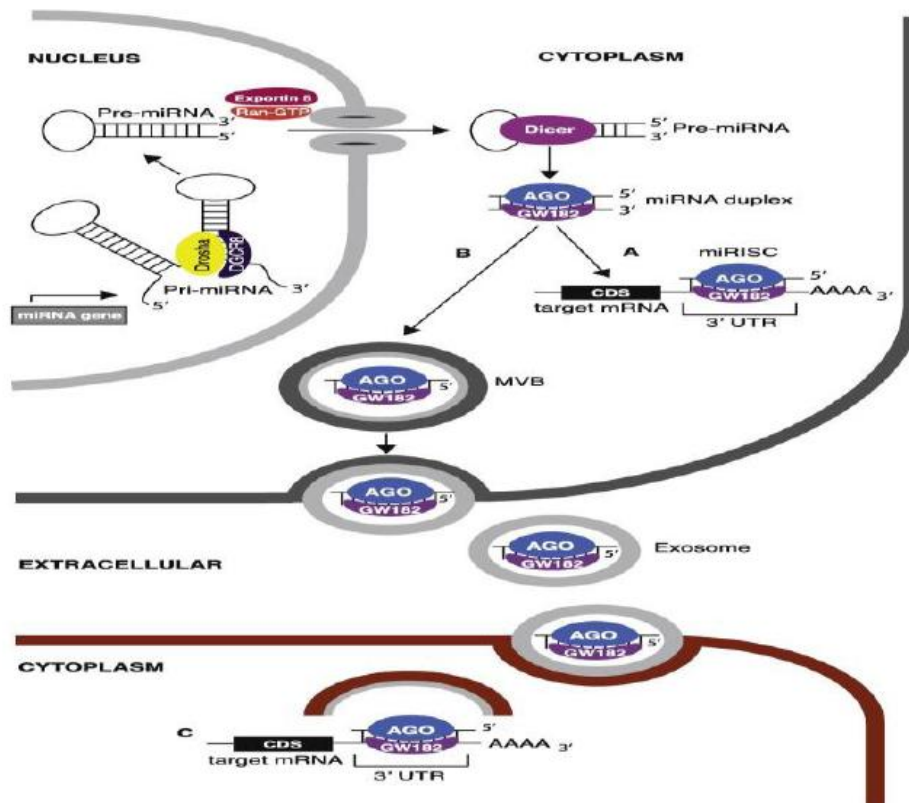 NUCLEUS
CYTOPLASM
Exportin 5
Ran-GTP
Pre-miRNA
3′
5′
Dicer
5′
3′
Pre-miRNA
AGO
GW182
5′
3′
miRNA duplex
Drosha
DGCR8
Pri-miRNA
5′
3′
miRNA gene
B
A
miRISC
AGO
GW182
5′
CDS
target mRNA
AAAA 3′
3′ UTR
AGO
GW182
5′
MVB
AGO
GW182
5′
EXTRACELLULAR
AGO
GW182
5′
Exosome
AGO
GW182
5′
CYTOPLASM
C
AGO
GW182
5′
CDS
target mRNA
AAAA 3′
3′ UTR